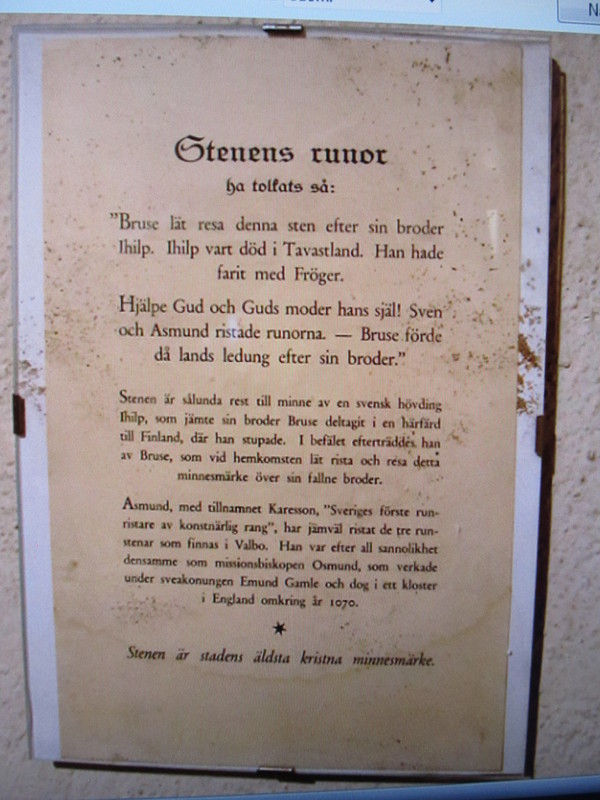 Stenens runor
ha tolkats så:
"Bruse lät resa denna sten efter sin broder
Ihilp. Ihilp vart död i Tavastland. Han hade
farit med Fröger.
Hjälpe Gud och Guds moder hans själ! Sven
och Asmund ristade runorna. — Bruse förde
då lands ledung efter sin broder."
Stenen är sålunda rest till minne av en svensk hövding
Ihilp, som jämte sin broder Bruse deltagit i en härfärd
till Finland, där han stupade. I befälet efterträddes han
av Bruse, som vid hemkomsten lät rista och resa detta
minnesmärke över sin fallne broder.
Asmund, med tillnamnet Karesson, "Sveriges förste run-
ristare av konstnärlig rang", har jämväl ristat de tre run-
stenar som finnas i Valbo. Han var efter all sannolikhet
densamme som missionsbiskopen Osmund, som verkade
under sveakonungen Emund Gamle och dog i ett kloster
i England omkring år 1070.
Stenen är stadens äldsta kristna minnesmärke.